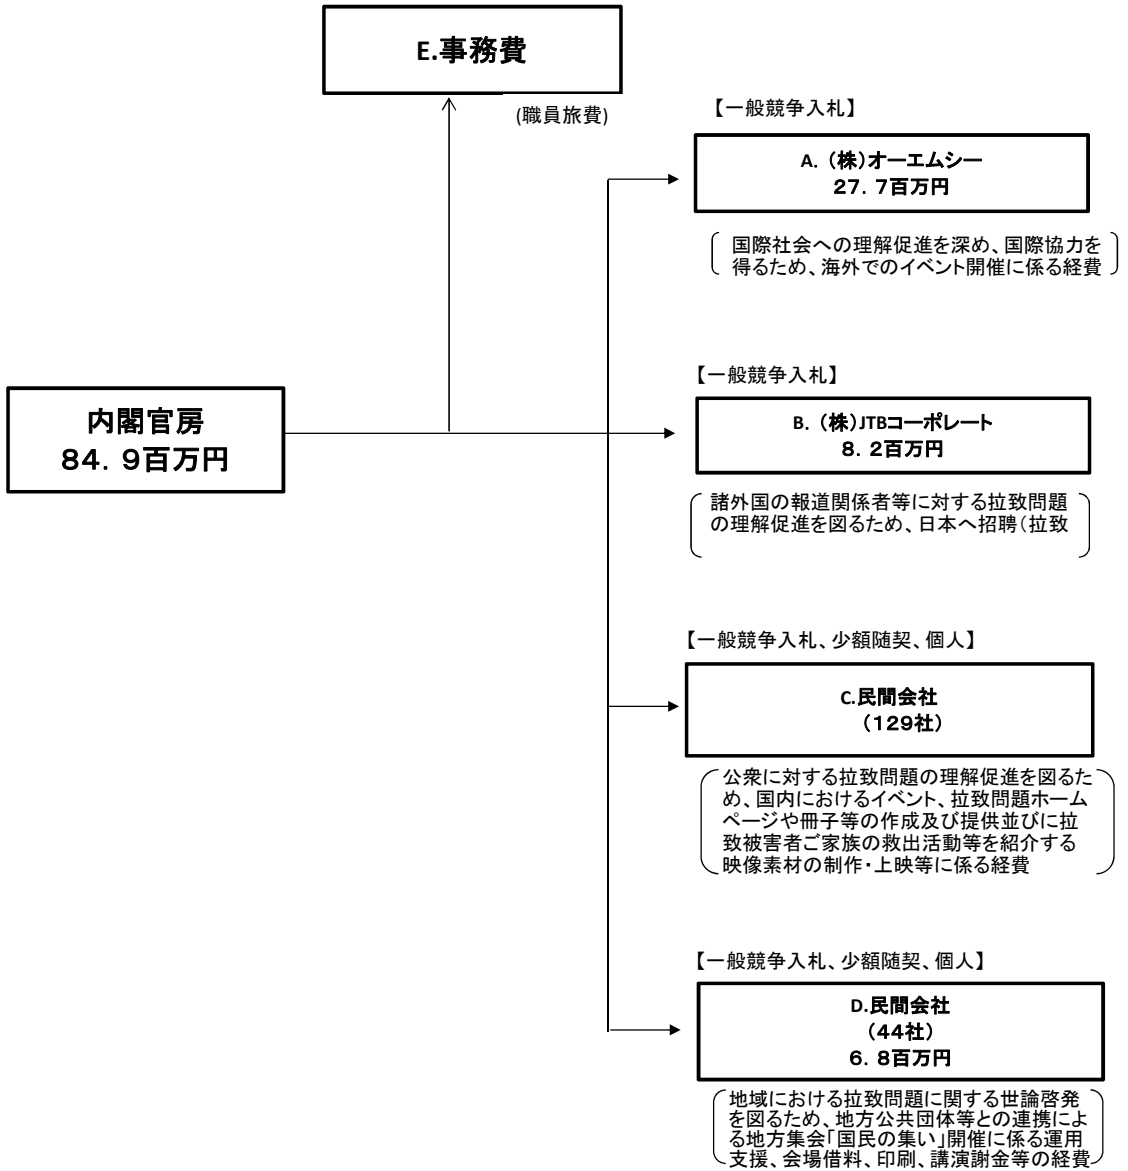 E.事務費
(職員旅費)
【一般競争入札】
A. (株)オーエムシー
27. 7百万円
国際社会への理解促進を深め、国際協力を
得るため、海外でのイベント開催に係る経費
【一般競争入札】
内閣官房
84. 9百万円
B. (株)JTBコーポレート
8. 2百万円
諸外国の報道関係者等に対する拉致問題
の理解促進を図るため、日本へ招聘(拉致
【一般競争入札、少額随契、個人】
C.民間会社
(129社)
公衆に対する拉致問題の理解促進を図るた
め、国内におけるイベント、拉致問題ホーム
ページや冊子等の作成及び提供並びに拉
致被害者ご家族の救出活動等を紹介する
映像素材の制作・上映等に係る経費
【一般競争入札、少額随契、個人】
D.民間会社
(44社)
6. 8百万円
地域における拉致問題に関する世論啓発
を図るため、地方公共団体等との連携によ
る地方集会「国民の集い」開催に係る運用
支援、会場借料、印刷、講演謝金等の経費